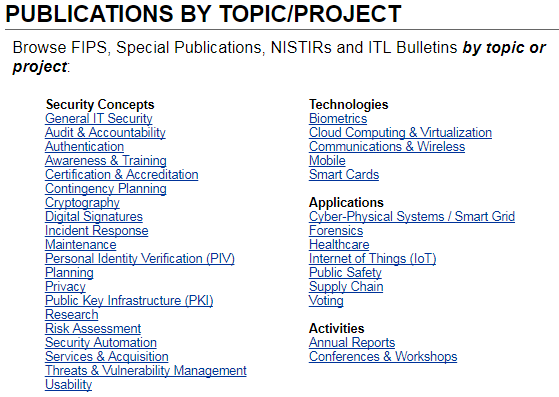 PUBLICATIONS BY TOPIC/PROJECT
Browse FIPS, Special Publications, NISTIRs and ITL Bulletins by topic or
project:
Security Concepts
General IT Security
Audit & Accountability
Authentication
Awareness & Training
Certification & Accreditation
Contingency Planning
Cryptography
Digital Signatures
Incident Response
Maintenance
Personal Identity Verification (PIV)
Planning
Privacy
Public Key Infrastructure (PKI)
Research
Risk Assessment
Security Automation
Services & Acquisition
Threats & Vulnerability Management
Usability
Technologies
Biometrics
Cloud Computing & Virtualization
Communications & Wireless
Mobile
Smart Cards
Applications
Cyber-Physical Systems / Smart Grid
Forensics
Healthcare
Internet of Things (IoT)
Public Safety
Supply Chain
Voting
Activities
Annual Reports
Conferences & Workshops